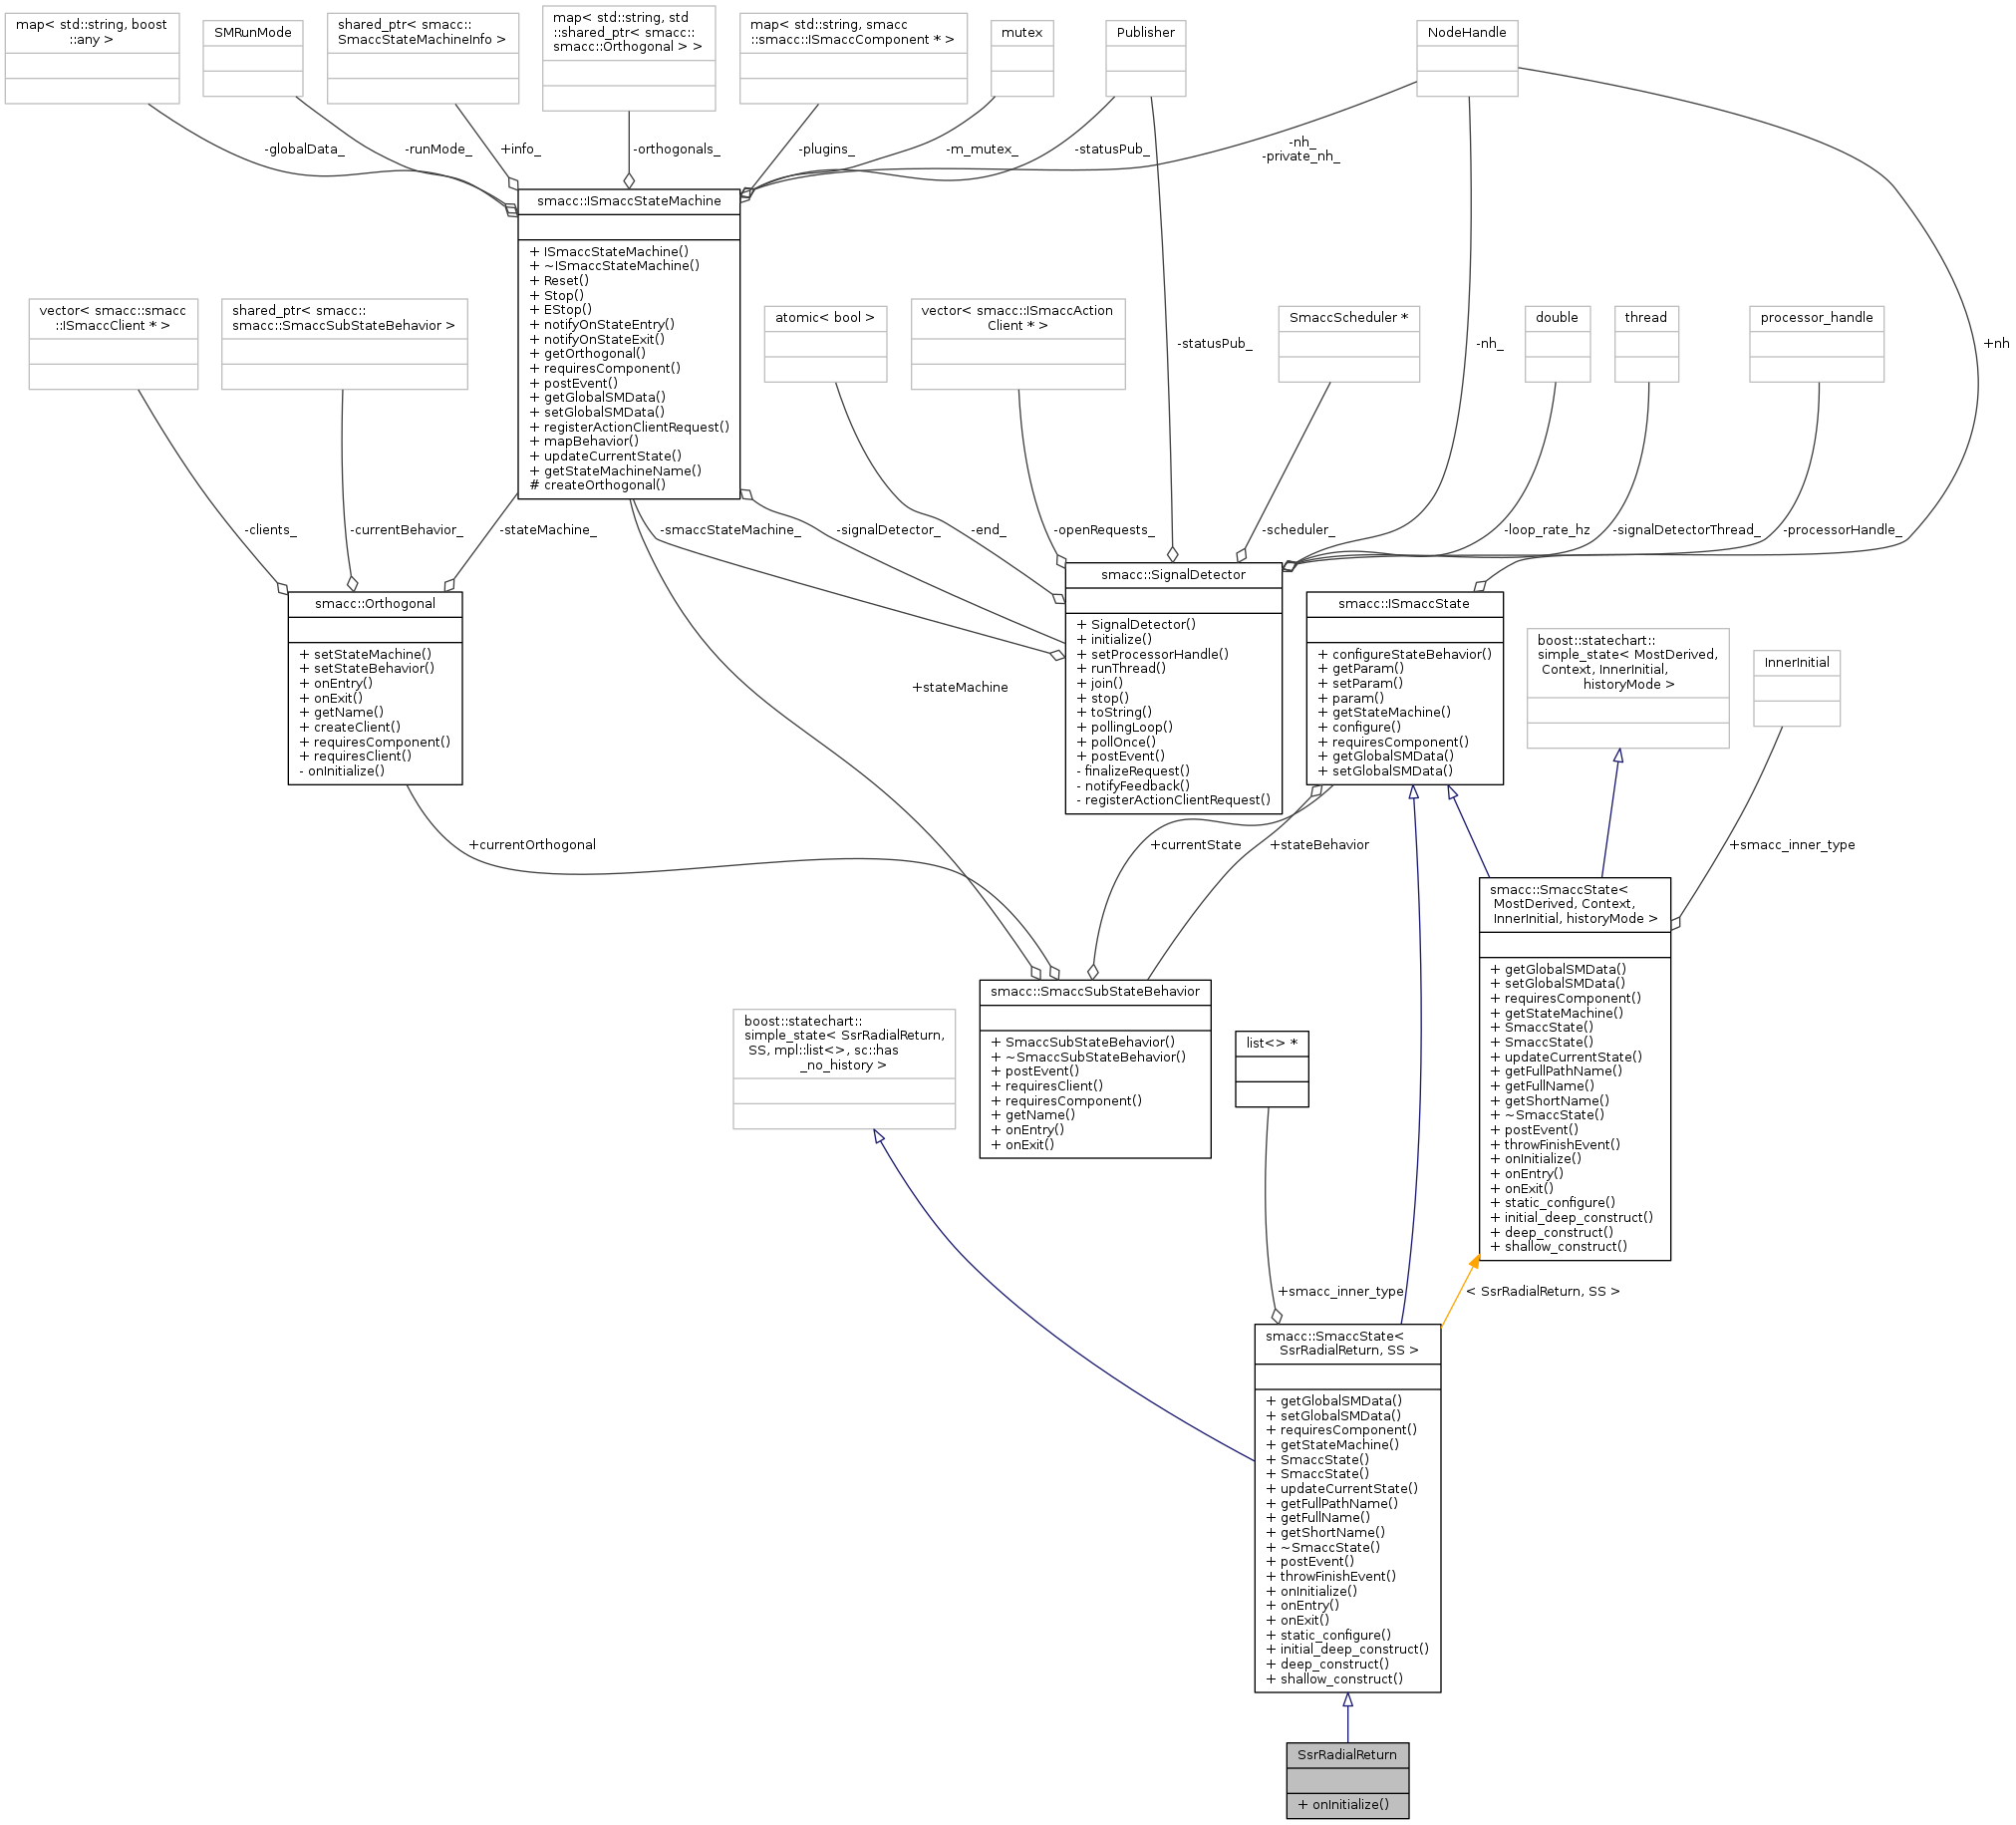 map< std::string, boost
::any >
SMRunMode
shared_ptr< smacc::
SmaccStateMachineInfo >
map< std::string, std
::shared_ptr< smacc::
smacc::Orthogonal > >
map< std::string, smacc
::smacc::ISmaccComponent * >
mutex
Publisher
NodeHandle
-globalData_
-runMode_
+info_
-orthogonals_
-plugins_
-m_mutex_
-statusPub_
-nh_
-private_nh_
smacc::ISmaccStateMachine
+ ISmaccStateMachine()
+ ~ISmaccStateMachine()
+ Reset()
+ Stop()
+ EStop()
+ notifyOnStateEntry()
+ notifyOnStateExit()
+ getOrthogonal()
+ requiresComponent()
+ postEvent()
+ getGlobalSMData()
+ setGlobalSMData()
+ registerActionClientRequest()
+ mapBehavior()
+ updateCurrentState()
+ getStateMachineName()
# createOrthogonal()
vector< smacc::smacc
::ISmaccClient * >
shared_ptr< smacc::
smacc::SmaccSubStateBehavior >
atomic< bool >
vector< smacc::ISmaccAction
Client * >
SmaccScheduler *
double
thread
processor_handle
-statusPub_
-nh_
+nh
-clients_
-currentBehavior_
-stateMachine_
-smaccStateMachine_
-signalDetector_
-end_
-openRequests_
-scheduler_
-loop_rate_hz
-signalDetectorThread_
-processorHandle_
smacc::Orthogonal
+ setStateMachine()
+ setStateBehavior()
+ onEntry()
+ onExit()
+ getName()
+ createClient()
+ requiresComponent()
+ requiresClient()
- onInitialize()
smacc::SignalDetector
+ SignalDetector()
+ initialize()
+ setProcessorHandle()
+ runThread()
+ join()
+ stop()
+ toString()
+ pollingLoop()
+ pollOnce()
+ postEvent()
- finalizeRequest()
- notifyFeedback()
- registerActionClientRequest()
smacc::ISmaccState
+ configureStateBehavior()
+ getParam()
+ setParam()
+ param()
+ getStateMachine()
+ configure()
+ requiresComponent()
+ getGlobalSMData()
+ setGlobalSMData()
boost::statechart::
simple_state< MostDerived,
Context, InnerInitial,
historyMode >
InnerInitial
+stateMachine
+currentOrthogonal
+currentState
+stateBehavior
+smacc_inner_type
smacc::SmaccState<
MostDerived, Context,
InnerInitial, historyMode >
+ getGlobalSMData()
+ setGlobalSMData()
+ requiresComponent()
+ getStateMachine()
+ SmaccState()
+ SmaccState()
+ updateCurrentState()
+ getFullPathName()
+ getFullName()
+ getShortName()
+ ~SmaccState()
+ postEvent()
+ throwFinishEvent()
+ onInitialize()
+ onEntry()
+ onExit()
+ static_configure()
+ initial_deep_construct()
+ deep_construct()
+ shallow_construct()
smacc::SmaccSubStateBehavior
+ SmaccSubStateBehavior()
+ ~SmaccSubStateBehavior()
+ postEvent()
+ requiresClient()
+ requiresComponent()
+ getName()
+ onEntry()
+ onExit()
boost::statechart::
simple_state< SsrRadialReturn,
SS, mpl::list<>, sc::has
_no_history >
list<> *
+smacc_inner_type
< SsrRadialReturn, SS >
smacc::SmaccState<
SsrRadialReturn, SS >
+ getGlobalSMData()
+ setGlobalSMData()
+ requiresComponent()
+ getStateMachine()
+ SmaccState()
+ SmaccState()
+ updateCurrentState()
+ getFullPathName()
+ getFullName()
+ getShortName()
+ ~SmaccState()
+ postEvent()
+ throwFinishEvent()
+ onInitialize()
+ onEntry()
+ onExit()
+ static_configure()
+ initial_deep_construct()
+ deep_construct()
+ shallow_construct()
SsrRadialReturn
+ onInitialize()